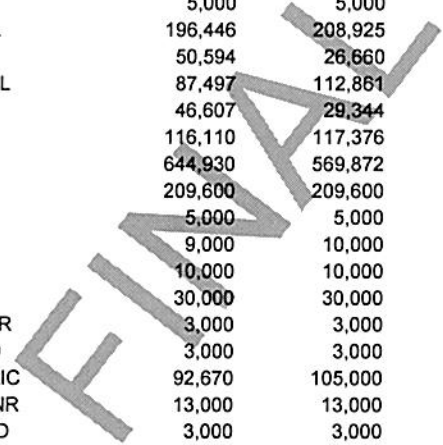 5,000 5,000
196,446 208,925
50,594 26,660
L 87,497 112,861
46,607 29,344
116,110 117,376
644,930 569,872
209,600 209,600
5,000 5,000
9,000 10,000
10,000 10,000
30,000 30,000
R 3,000 3,000
3,000 3,000
IC 92,670 105,000
NR 13,000 13,000
D 3,000 3,000
FINAL